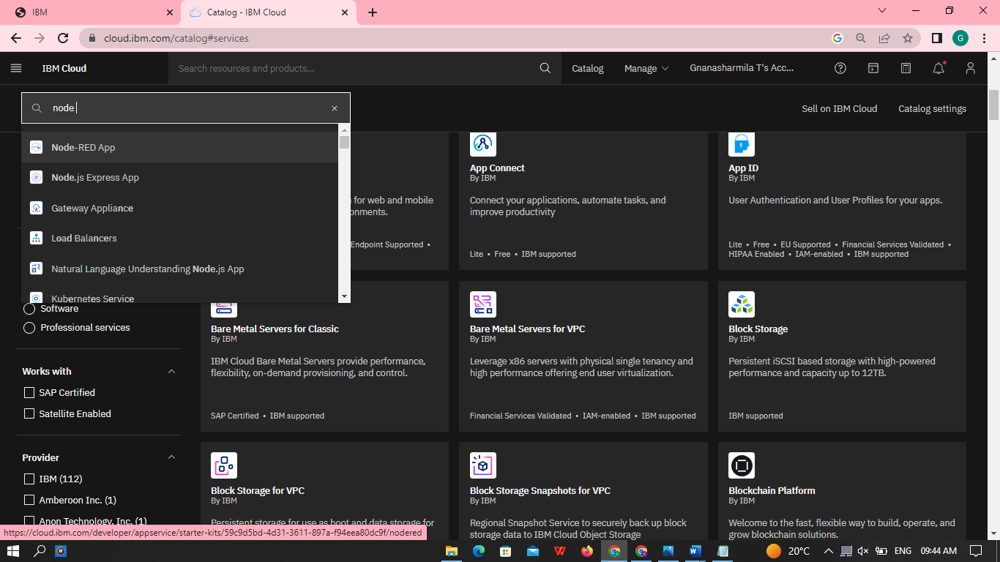 IBM
Catalog - IBM Cloud
cloud.ibm.com/catalog#services
G
IBM Cloud
Search resources and products...
Catalog
Manage
Gnanasharmila T's Acc...
node
Sell on IBM Cloud
Catalog settings
Node-RED App
Node.js Express App
Gateway Appliance
Load Balancers
Natural Language Understanding Node.js App
Kubernetes Service
for web and mobile
onments.
Endpoint Supported •
App Connect
By IBM
Connect your applications, automate tasks, and
improve productivity
Lite • Free • IBM supported
App ID
By IBM
User Authentication and User Profiles for your apps.
Lite • Free • EU Supported • Financial Services Validated •
HIPAA Enabled • IAM-enabled • IBM supported
Software
Professional services
Works with
SAP Certified
Satellite Enabled
Provider
IBM (112)
Amberoon Inc. (1)
Anon Technology, Inc. (1)
Bare Metal Servers for Classic
By IBM
IBM Cloud Bare Metal Servers provide performance,
flexibility, on-demand provisioning, and control.
SAP Certified • IBM supported
Bare Metal Servers for VPC
By IBM
Leverage x86 servers with physical single tenancy and
high performance offering end user virtualization.
Financial Services Validated • IAM-enabled • IBM supported
Block Storage
By IBM
Persistent iSCSI based storage with high-powered
performance and capacity up to 12TB.
IBM supported
Block Storage for VPC
By IBM
Persistent storage for use as boot and data storage for
Block Storage Snapshots for VPC
By IBM
Regional Snapshot Service to securely back up block
storage data to IBM Cloud Object Storage
Blockchain Platform
By IBM
Welcome to the fast, flexible way to build, operate, and
grow blockchain solutions.
https://cloud.ibm.com/developer/appservice/starter-kits/59c9d5bd-4d31-3611-897a-f94eea80dc9f/nodered
20°C
ENG
09:44 AM